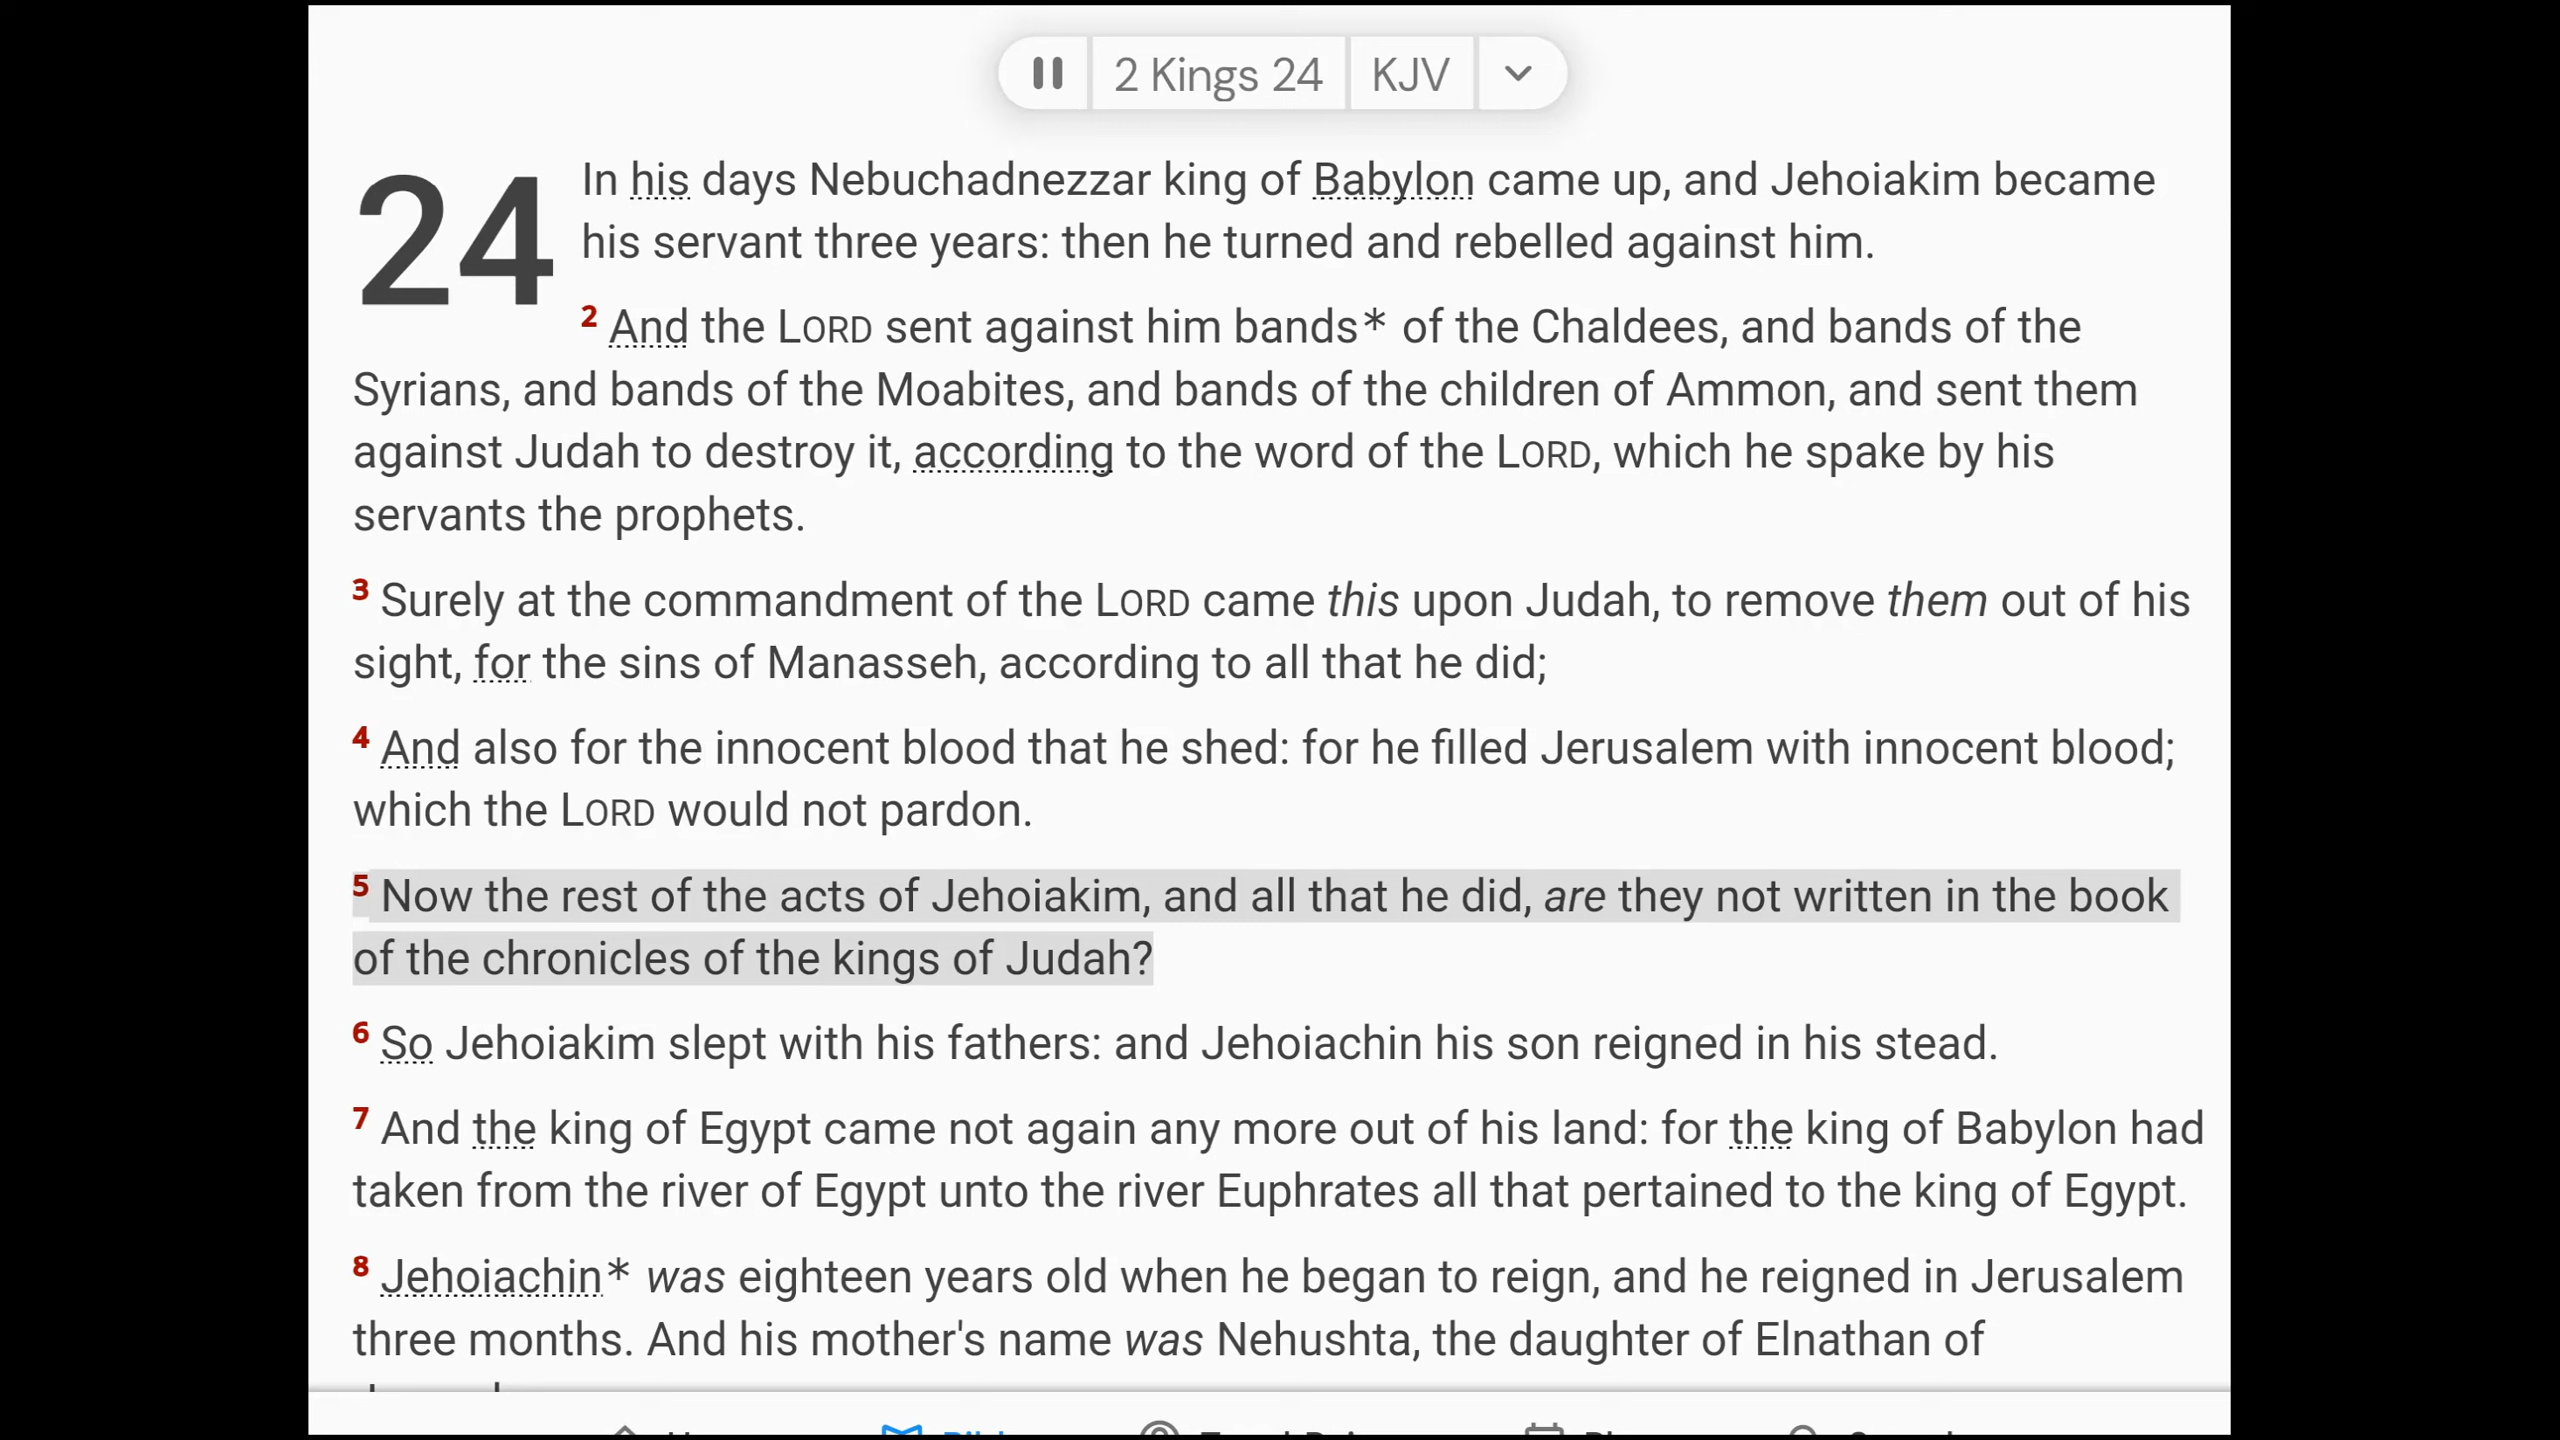 2 Kings 24 KJV
24
In his days Nebuchadnezzar king of Babylon came up, and Jehoiakim became
his servant three years: then he turned and rebelled against him.
2 And the LORD sent against him bands* of the Chaldees, and bands of the
Syrians, and bands of the Moabites, and bands of the children of Ammon, and sent them
against Judah to destroy it, according to the word of the LORD, which he spake by his
servants the prophets.
3 Surely at the commandment of the LORD came this upon Judah, to remove them out of his
sight, for the sins of Manasseh, according to all that he did;
4 And also for the innocent blood that he shed: for he filled Jerusalem with innocent blood;
which the LORD would not pardon.
5 Now the rest of the acts of Jehoiakim, and all that he did, are they not written in the book
of the chronicles of the kings of Judah?
6 So Jehoiakim slept with his fathers: and Jehoiachin his son reigned in his stead.
7 And the king of Egypt came not again any more out of his land: for the king of Babylon had
taken from the river of Egypt unto the river Euphrates all that pertained to the king of Egypt.
8 Jehoiachin* was eighteen years old when he began to reign, and he reigned in Jerusalem
three months. And his mother's name was Nehushta, the daughter of Elnathan of